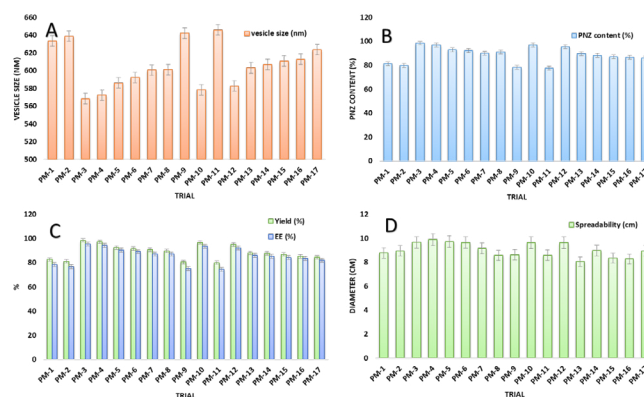 A
vesicle size (nm)
VESICLE SIZE (NM)
660
640
620
600
580
560
540
520
500
PM-1
PM-2
PM-3
PM-4
PM-5
PM-6
PM-7
PM-8
PM-9
PM-10
PM-11
PM-12
PM-13
PM-14
PM-15
PM-16
PM-17
TRIAL
B
PNZ content (%)
PNZ CONTENT (%)
120
100
80
60
40
20
0
PM-1
PM-2
PM-3
PM-4
PM-5
PM-6
PM-7
PM-8
PM-9
PM-10
PM-11
PM-12
PM-13
PM-14
PM-15
PM-16
PM-17
TRIAL
C
Yield (%)
EE (%)
%
120
100
80
60
40
20
0
PM-1
PM-2
PM-3
PM-4
PM-5
PM-6
PM-7
PM-8
PM-9
PM-10
PM-11
PM-12
PM-13
PM-14
PM-15
PM-16
PM-17
TRIAL
D
Spreadability (cm)
DIAMETER (CM)
12
10
8
6
4
2
0
PM-1
PM-2
PM-3
PM-4
PM-5
PM-6
PM-7
PM-8
PM-9
PM-10
PM-11
PM-12
PM-13
PM-14
PM-15
PM-16
PM-17
TRIAL